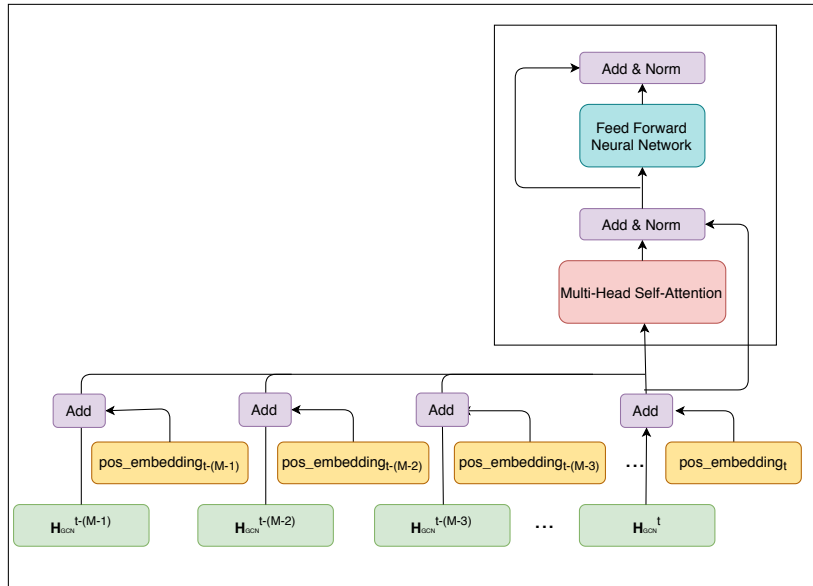 Add & Norm
Feed Forward
Neural Network
Add & Norm
Multi-Head Self-Attention
Add Add Add Add
pos_embeddingt-(M-1) pos_embeddingt-(M-2) pos_embeddingt-(M-3) ... pos_embeddingt
HGCNt-(M-1) HGCNt-(M-2) HGCNt-(M-3) ... HGCNt